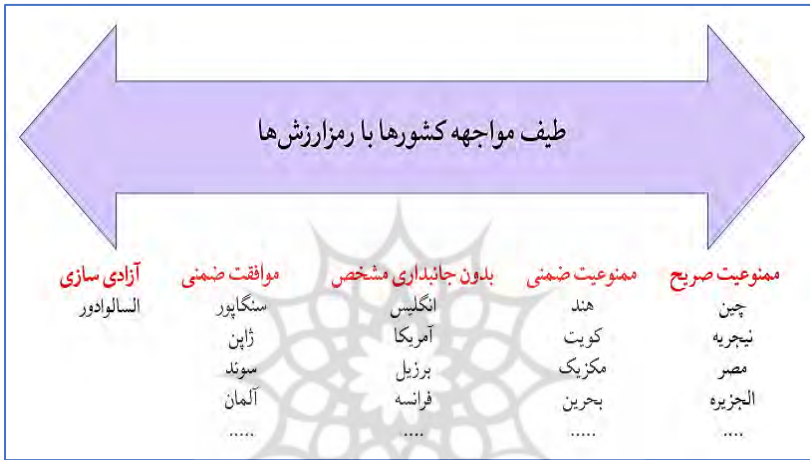 طیف مواجهه کشورها با رمزارزش‌ها
ممنوعیت صریح ممنوعیت ضمنی بدون جانبداری مشخص موافقت ضمنی آزادی سازی
چین هند انگلیس سنگاپور السالوادور
نیجریه کویت آمریکا ژاپن
مصر مکزیک برزیل سوئد
الجزیره بحرین فرانسه آلمان
.... ..... .... .....